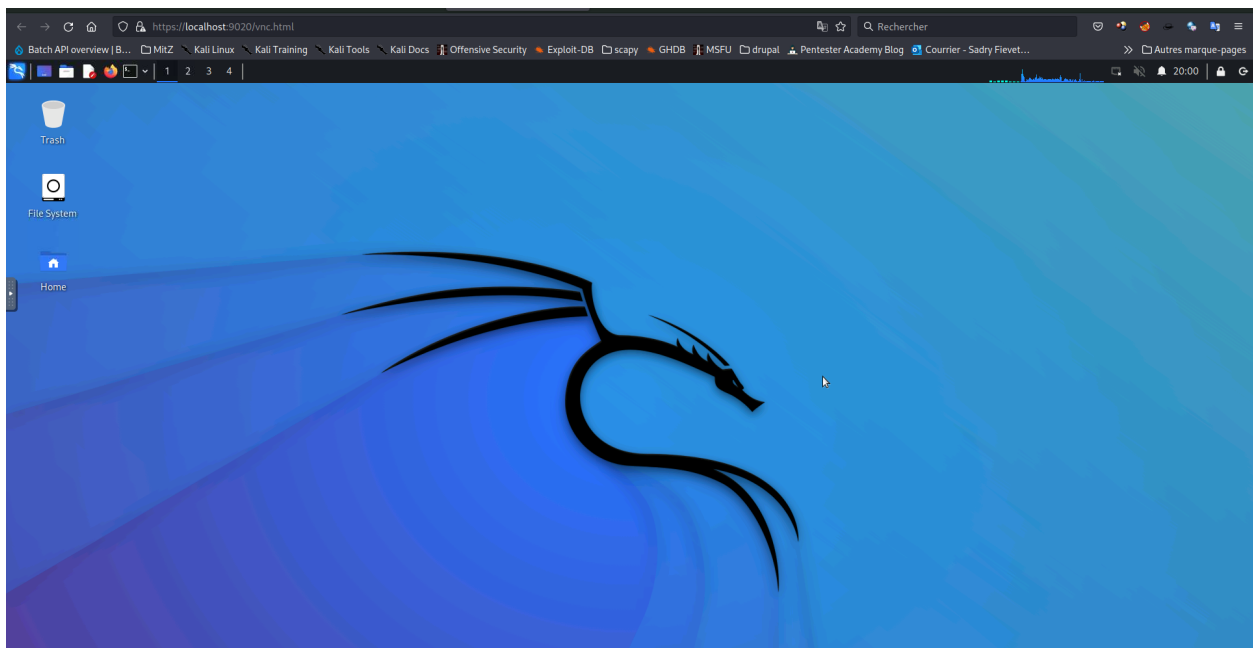 https://localhost:9020/vnc.html
Rechercher
Batch API overview | B... MitZ Kali Linux Kali Training Kali Tools Kali Docs Offensive Security Exploit-DB scapy GHDB MSFU drupal Pentester Academy Blog Courrier - Sadry Fievet... Autres marque-pages
1 2 3 4 20:00
Trash
File System
Home